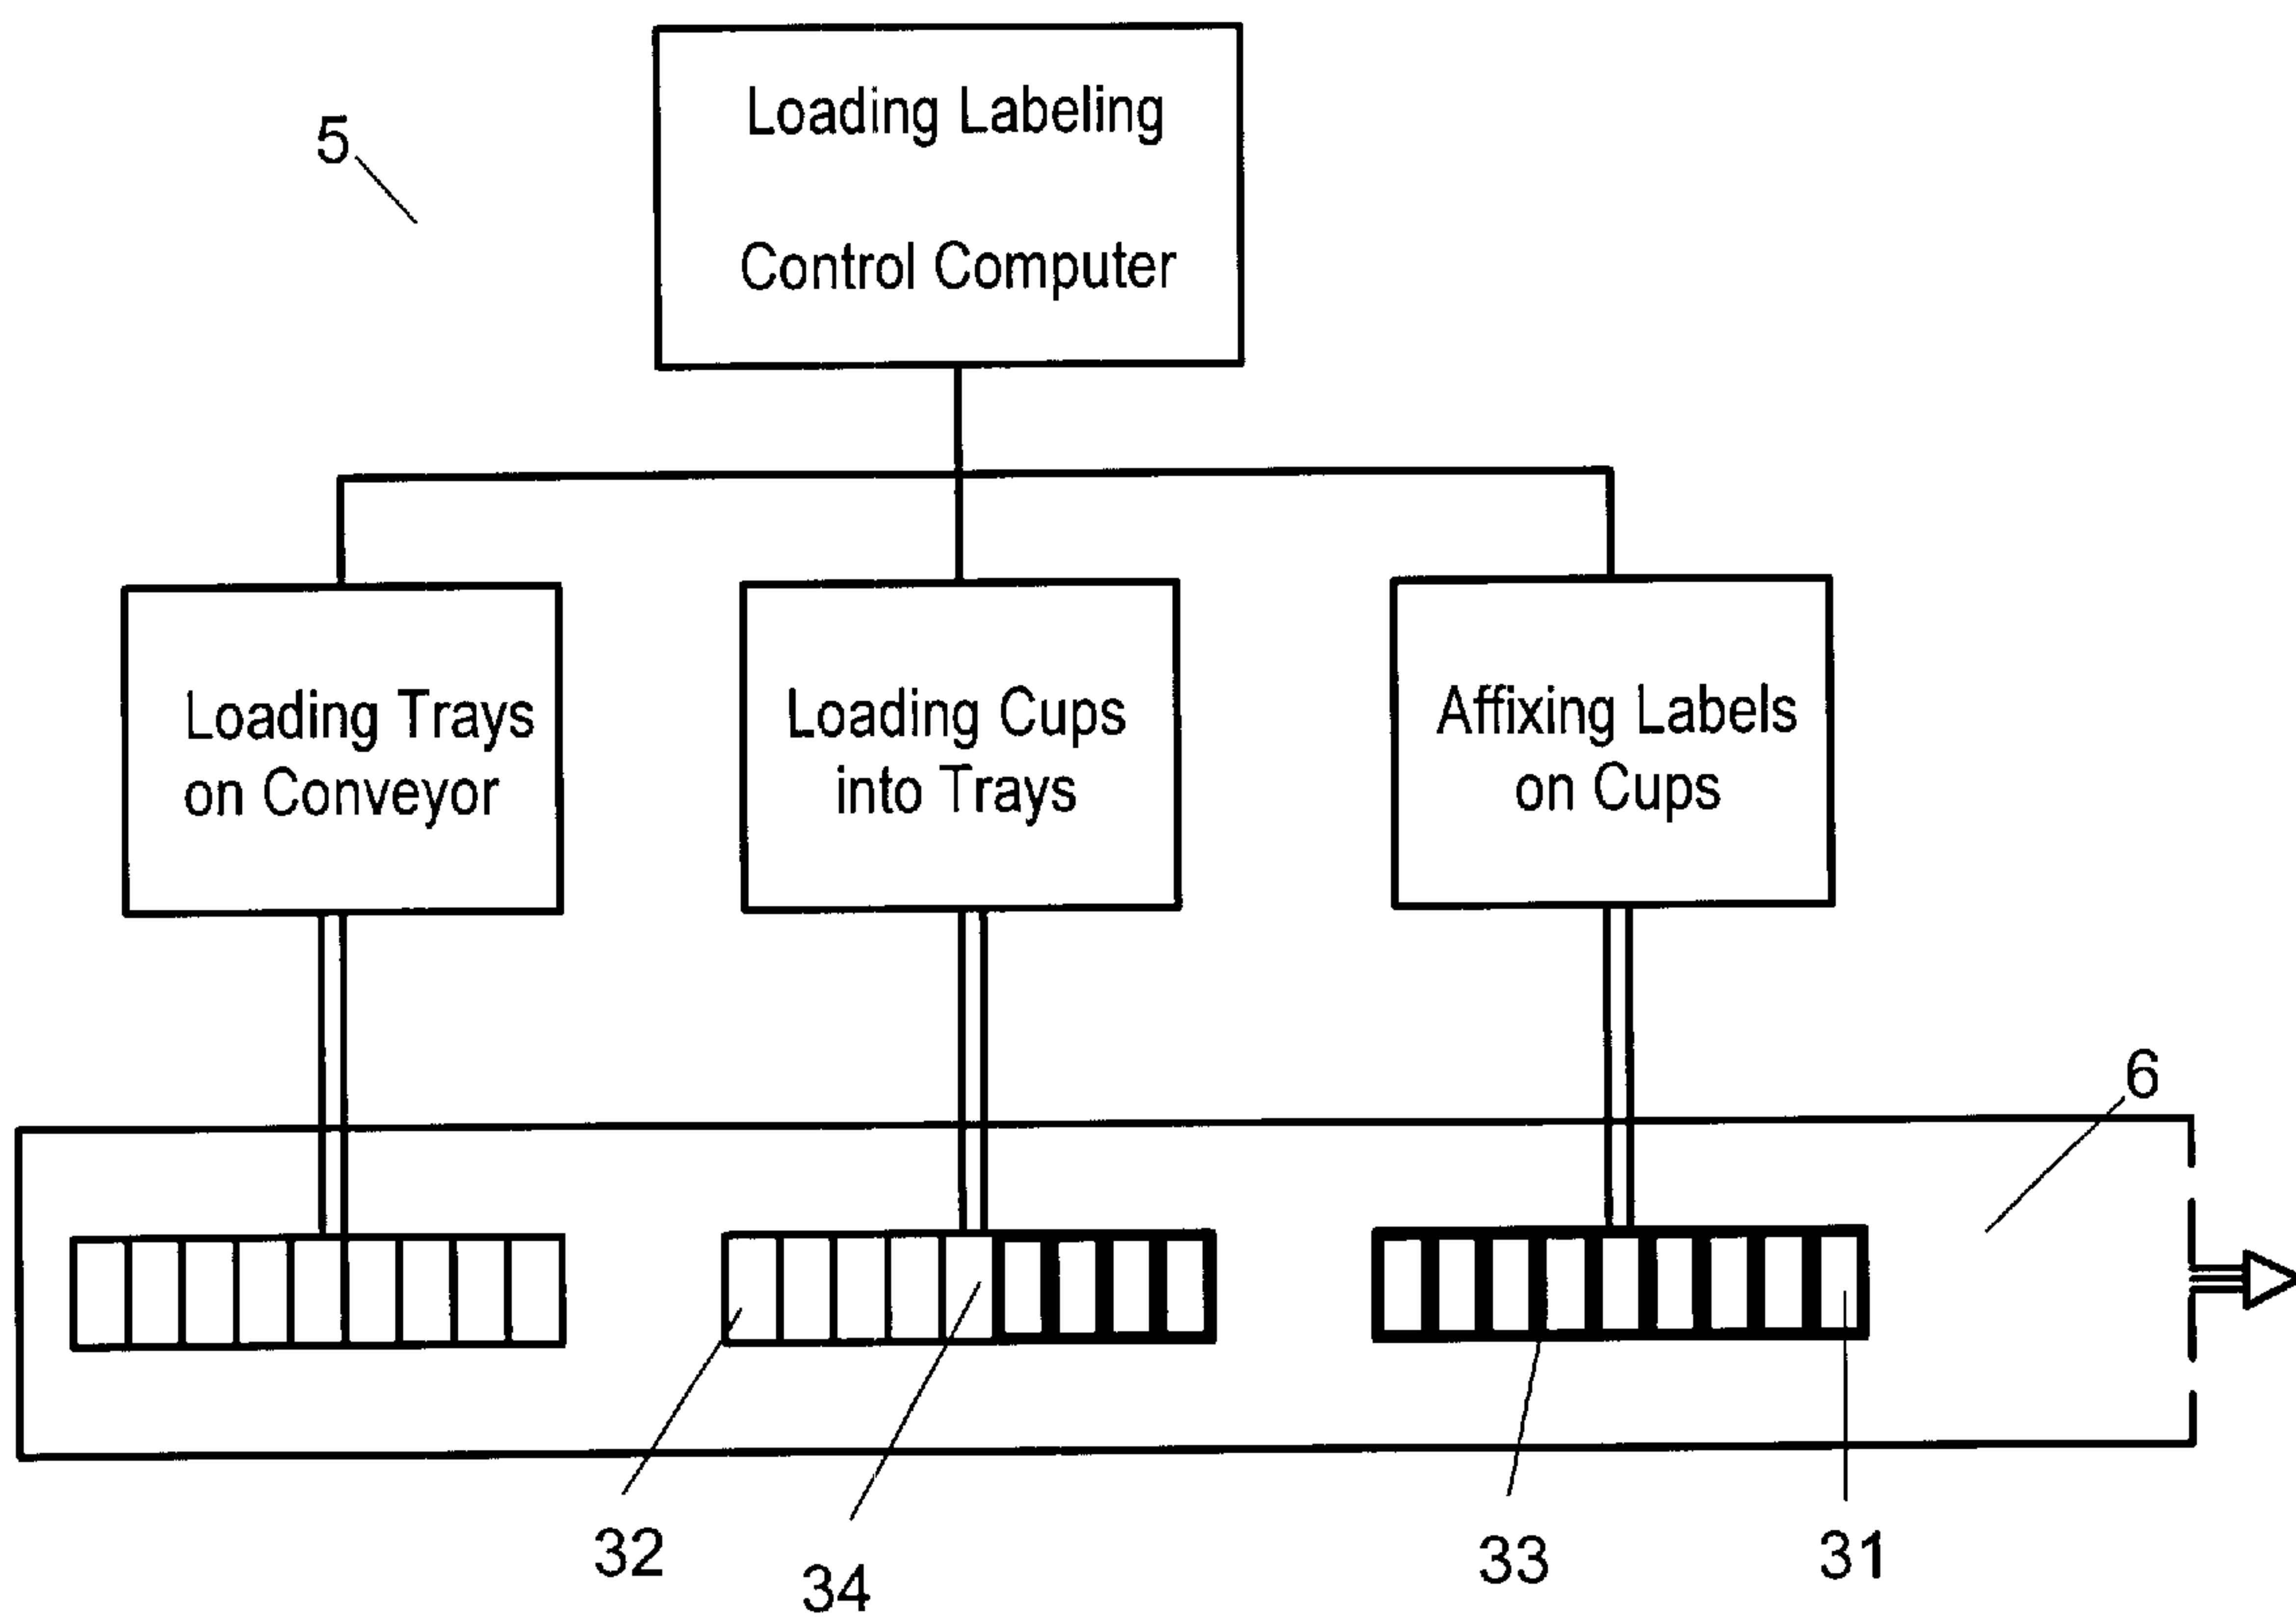 Loading Labeling
Control Computer
5
Loading Trays
on Conveyor
Loading Cups
into Trays
Affixing Labels
on Cups
6
32
34
33
31